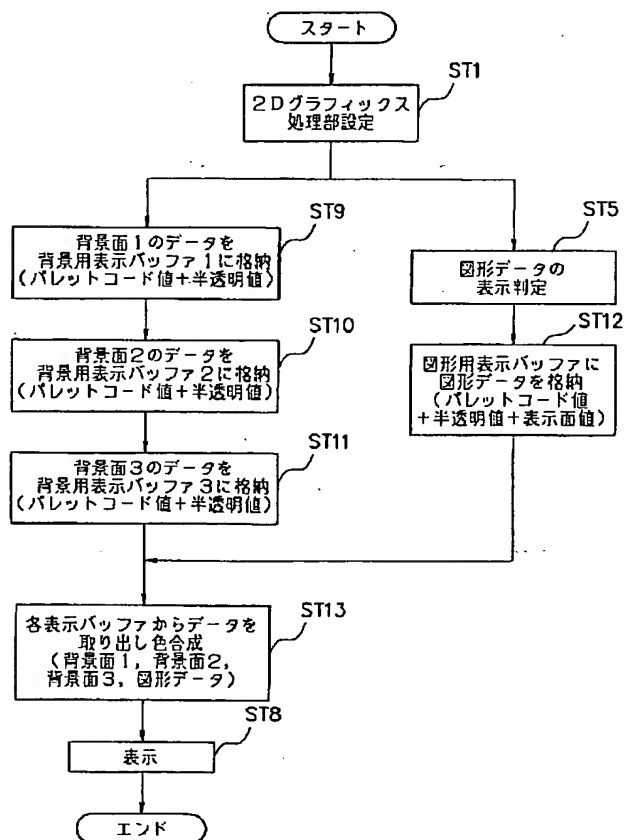 スタート
ST1
2Dグラフィックス
処理部設定
ST9
背景面1のデータを
背景用表示バッファ1に格納
(パレットコード値+半透明値)
ST10
背景面2のデータを
背景用表示バッファ2に格納
(パレットコード値+半透明値)
ST11
背景面3のデータを
背景用表示バッファ3に格納
(パレットコード値+半透明値)
ST5
図形データの
表示判定
ST12
図形用表示バッファに
図形データを格納
(パレットコード値
+半透明値+表示面値)
ST13
各表示バッファからデータを
取り出し色合成
(背景面1,背景面2,
背景面3,図形データ)
ST8
表示
エンド